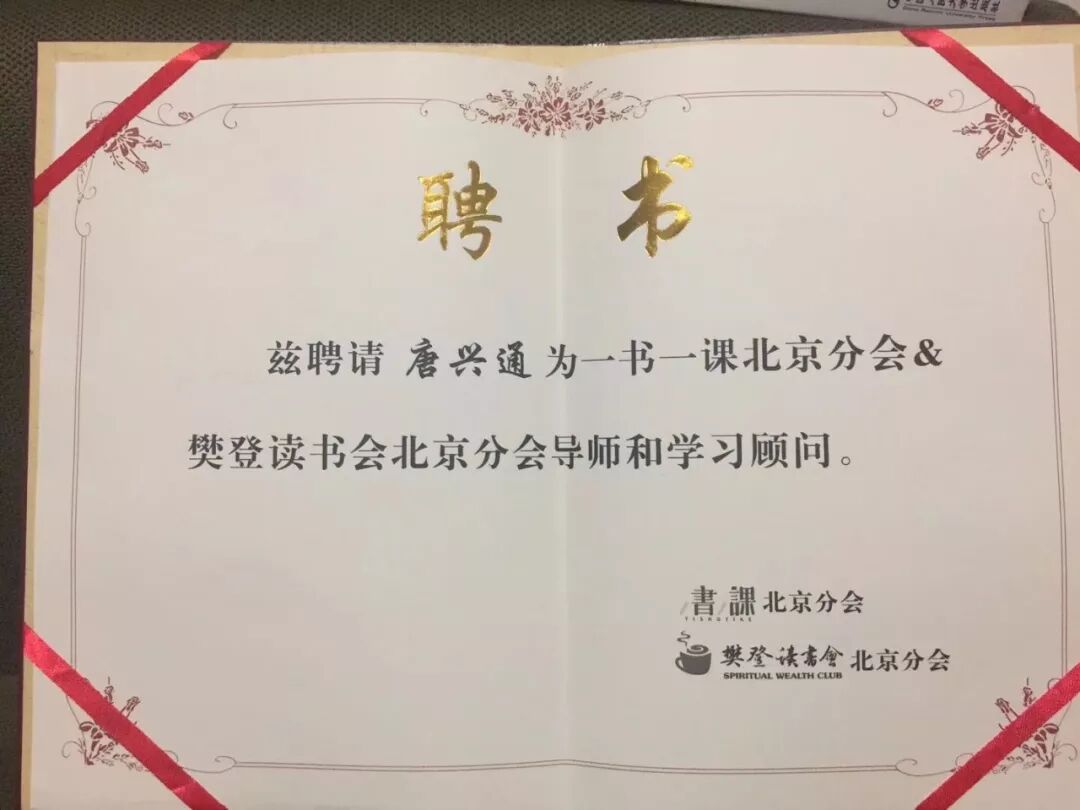 聘书
兹聘请 唐兴通 为一书一课北京分会&
樊登读书会北京分会导师和学习顾问。
書 課 北京分会
YISHUYIKE
樊登读书會 北京分会
SPIRITUAL WEALTH CLUB